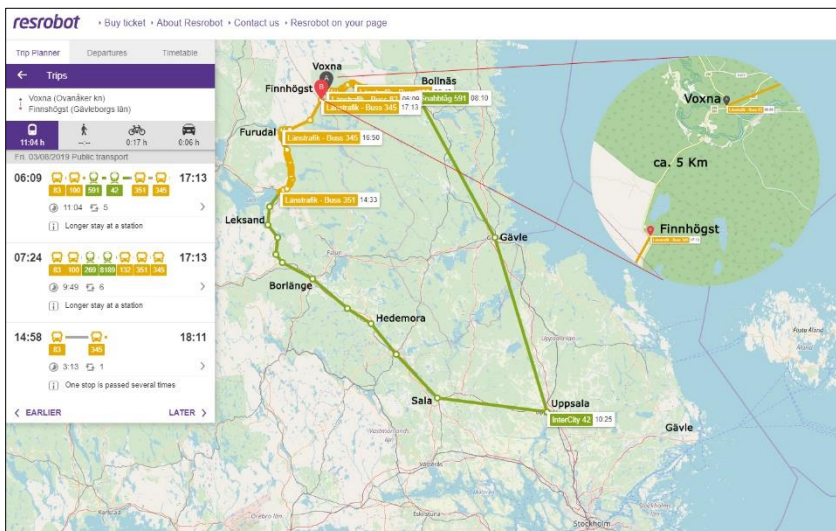 resrobot
Buy ticket
About Resrobot
Contact us
Resrobot on your page
Trip Planner
Departures
Timetable
Trips
Voxna (Ovanåker kn)
Finnhögst (Gävleborgs län)
11:04 h
--:--
0:17 h
0:06 h
Fri. 03/08/2019 Public transport
06:09
17:13
83 100 591 42 351 345
11:04 5
Longer stay at a station
07:24
17:13
83 100 269 8189 132 351 345
9:49 6
Longer stay at a station
14:58
18:11
83 345
3:13 1
One stop is passed several times
EARLIER
LATER
Voxna
A
B
Finnhögst
Bollnäs
Snabbtåg 591 08:10
06:09
Länstrafik - Buss 345 17:13
Furudal
Länstrafik - Buss 345 16:50
Länstrafik - Buss 351 14:33
Leksand
Gävle
Borlänge
Hedemora
Sala
Uppsala
InterCity 42 10:25
Gävle
Stockholm
Voxna
ca. 5 Km
Finnhögst